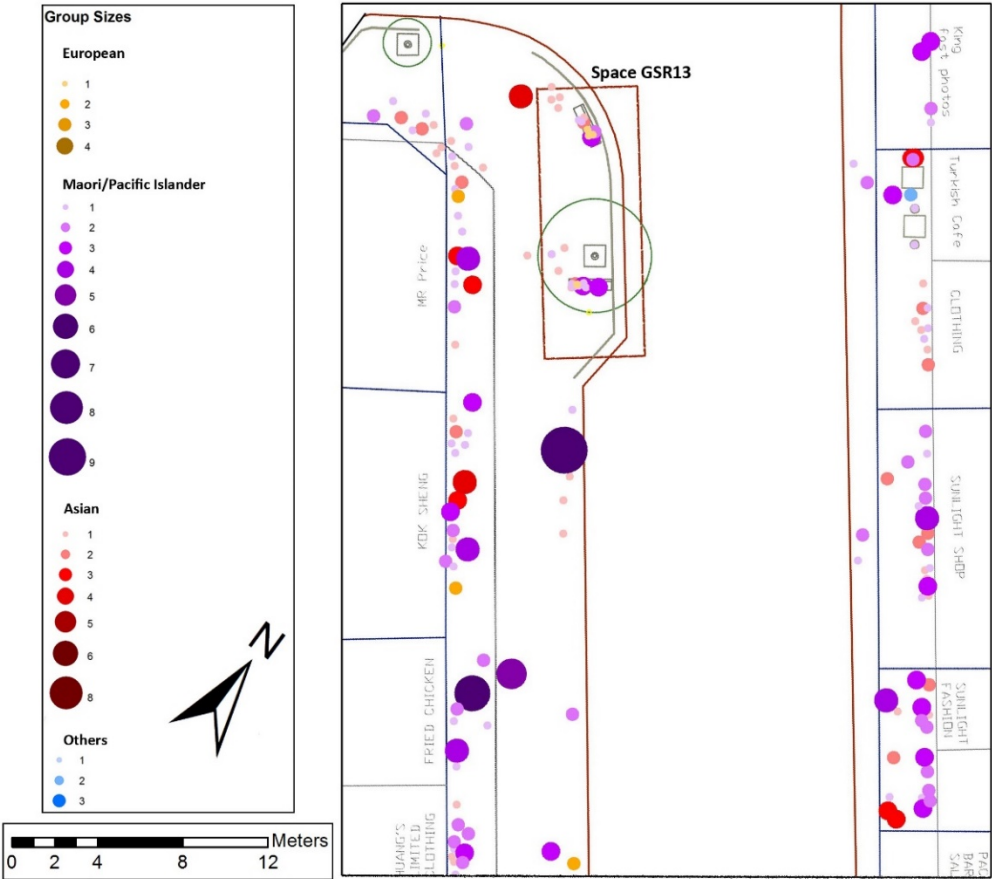 Group Sizes
European
1
2
3
4
Maori/Pacific Islander
1
2
3
4
5
6
7
8
9
Asian
1
2
3
4
5
6
8
Others
1
2
3
N
Meters
0 2 4 8 12
Space GSR13
MR Price
KOK SHENG
FRIED CHICKEN
HUANG'S
LIMITED
CLOTHING
King
fast photos
Turkish Cafe
CLOTHING
SUNLIGHT SHOP
SUNLIGHT
FASHION
PAC
BAR
SAL